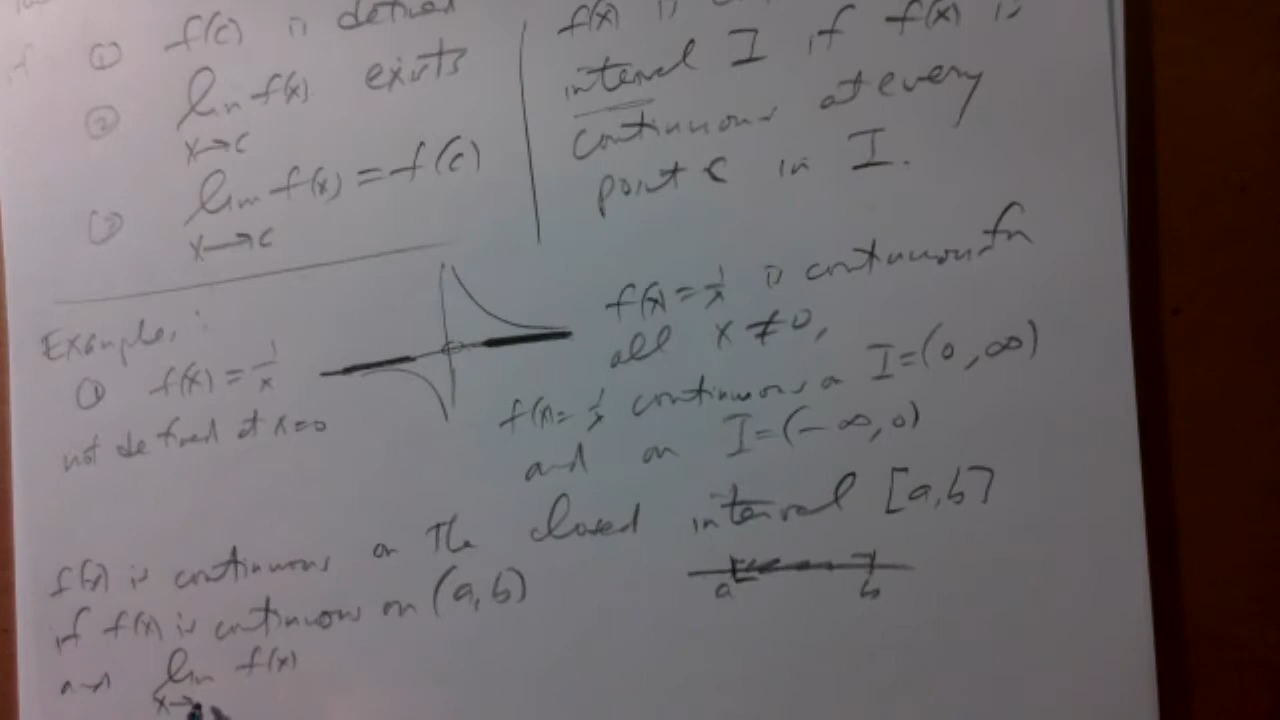 if ① f(c) is defined
② lim f(x) exists
x→c
③ lim f(x) = f(c)
x→c
f(x) is
interval I if f(x) is
continuous at every
point c in I.
Example:
① f(x) = 1/x
not defined at x=0
f(x) = 1/x is continuous for
all x ≠ 0,
f(x) = 1/x continuous on I = (0, ∞)
and on I = (-∞, 0)
f(x) is continuous on the closed interval [a,b]
if f(x) is continuous on (a,b)
a b
and lim f(x)
x→